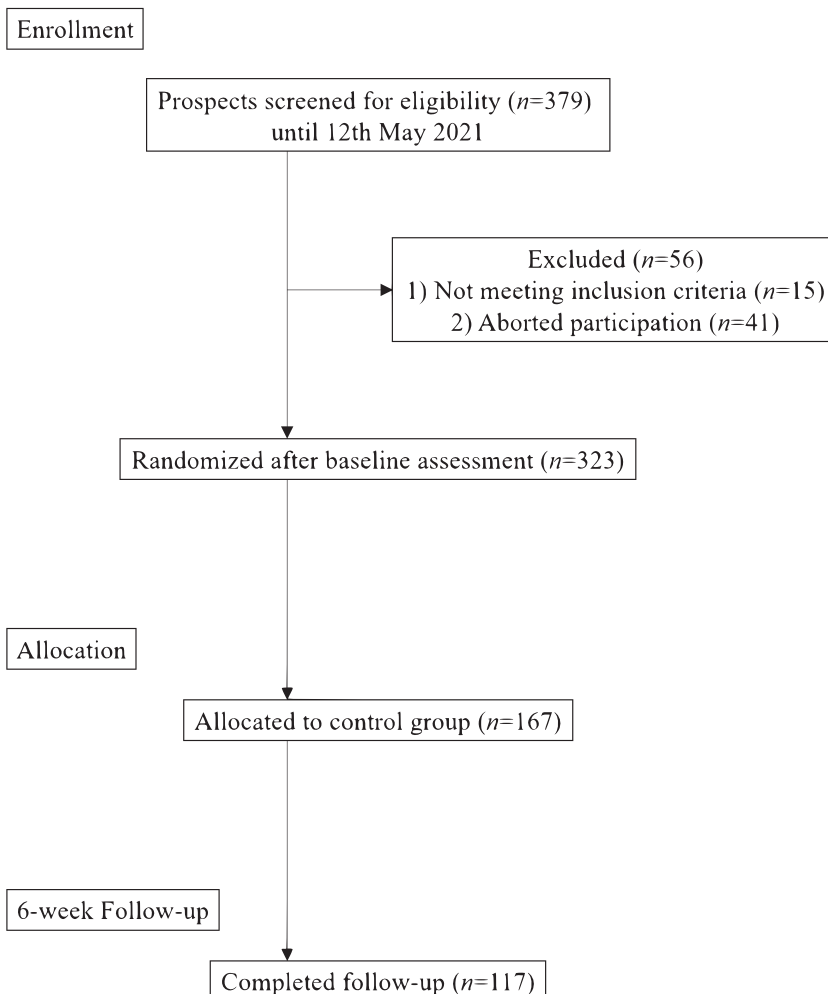 Enrollment
Prospects screened for eligibility (n=379)
until 12th May 2021
Excluded (n=56)
1) Not meeting inclusion criteria (n=15)
2) Aborted participation (n=41)
Randomized after baseline assessment (n=323)
Allocation
Allocated to control group (n=167)
6-week Follow-up
Completed follow-up (n=117)